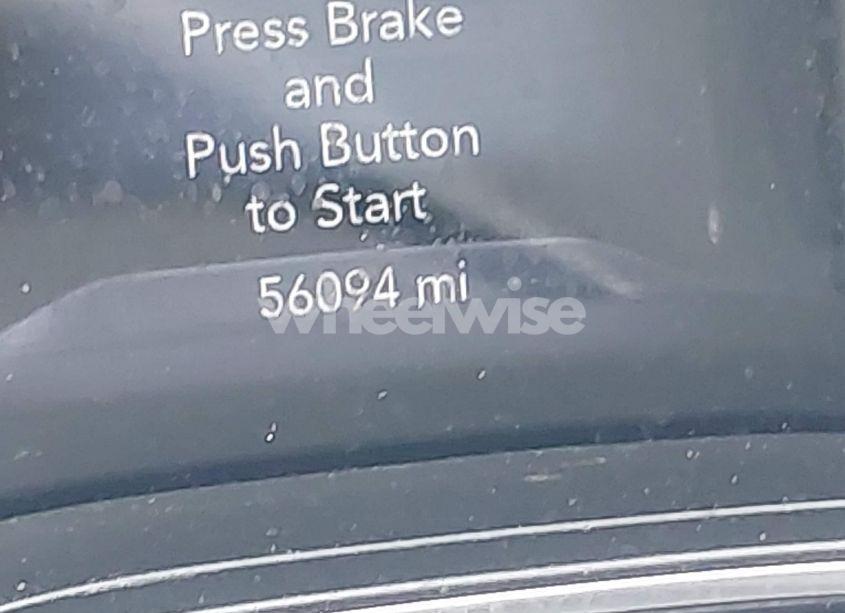 Press Brake
and
Push Button
to Start
56094 mi
wheelwise